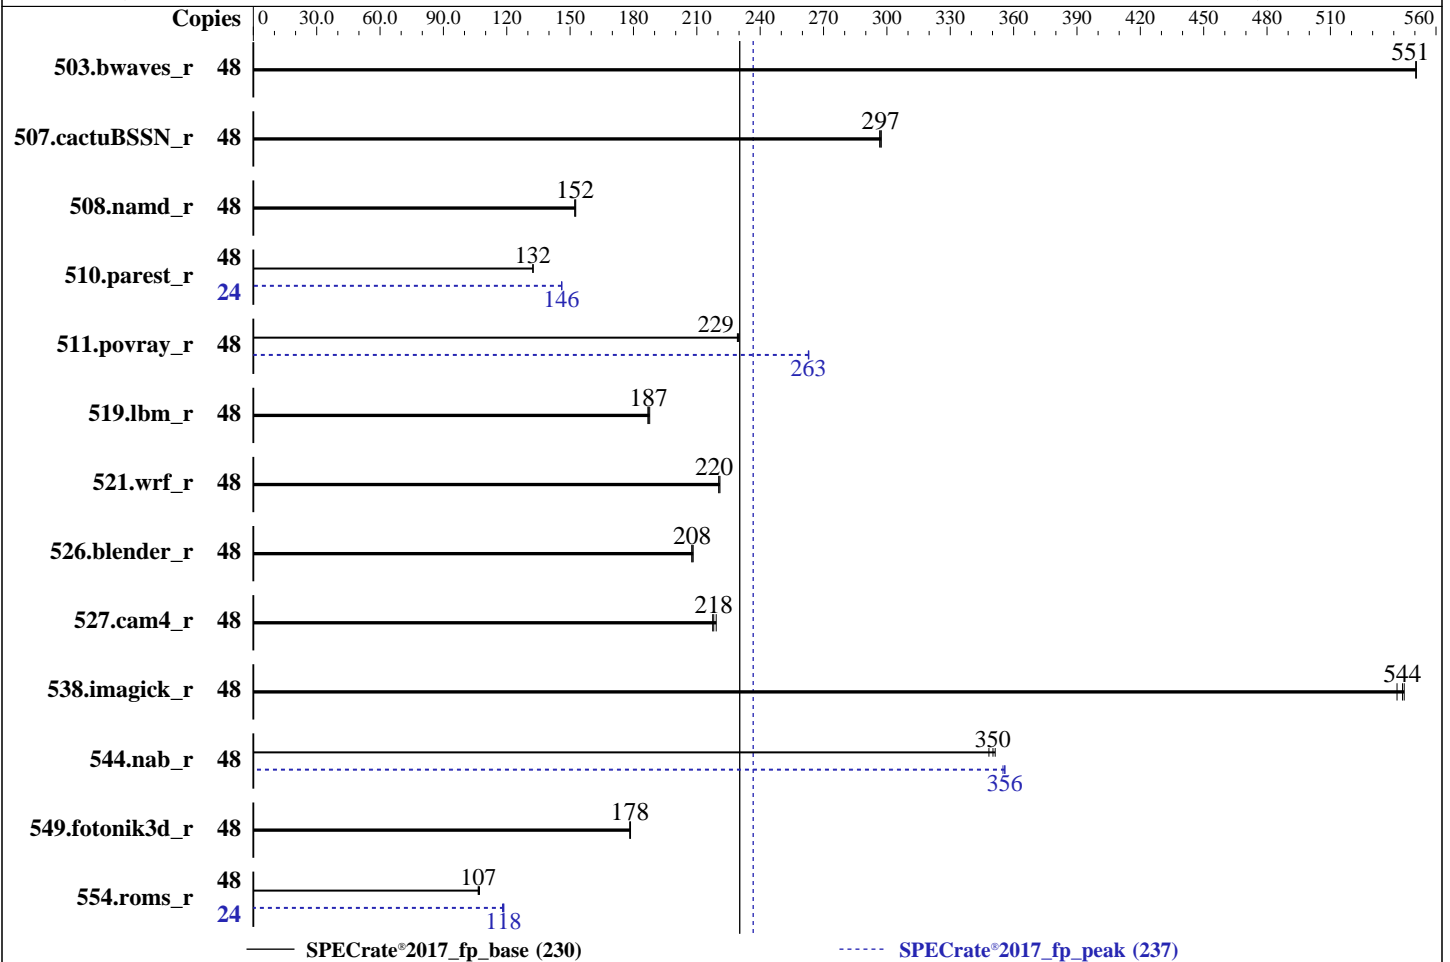 Copies 0 30.0 60.0 90.0 120 150 180 210 240 270 300 330 360 390 420 450 480 510 560
503.bwaves_r 48 551
507.cactuBSSN_r 48 297
508.namd_r 48 152
510.parest_r 48 132
24 146
511.povray_r 48 229
263
519.lbm_r 48 187
521.wrf_r 48 220
526.blender_r 48 208
527.cam4_r 48 218
538.imagick_r 48 544
544.nab_r 48 350
356
549.fotonik3d_r 48 178
554.roms_r 48 107
24 118
SPECrate®2017_fp_base (230) SPECrate®2017_fp_peak (237)